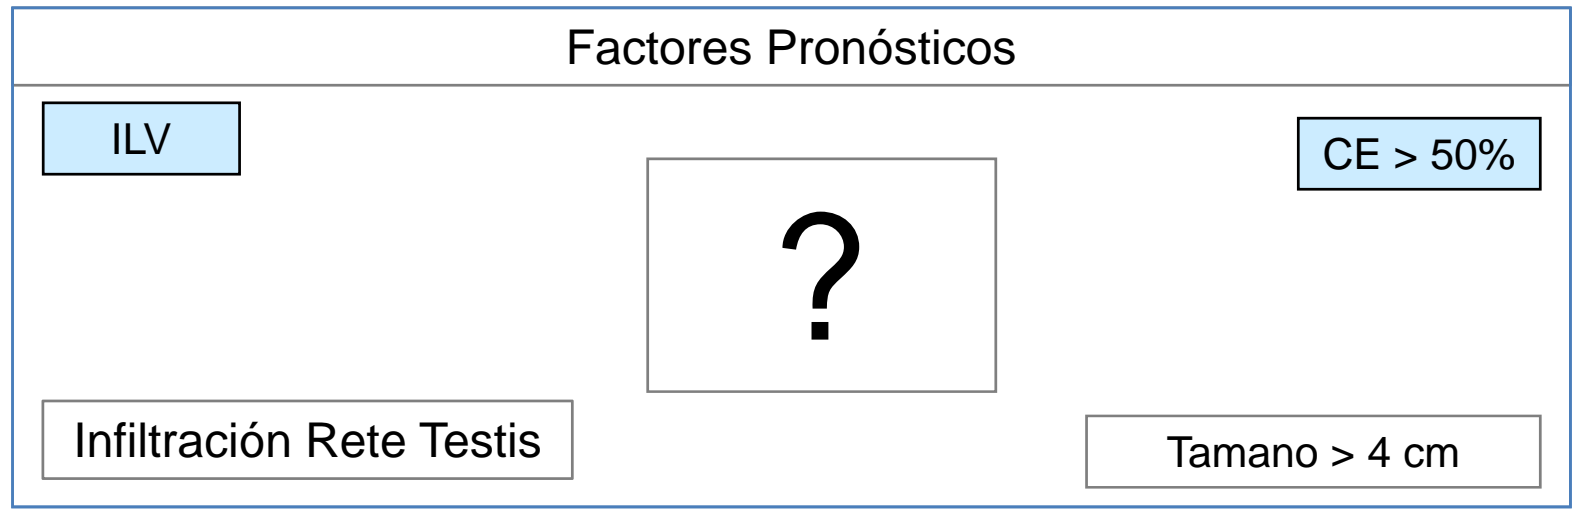 Factores Pronósticos
ILV
CE > 50%
?
Infiltración Rete Testis
Tamano > 4 cm